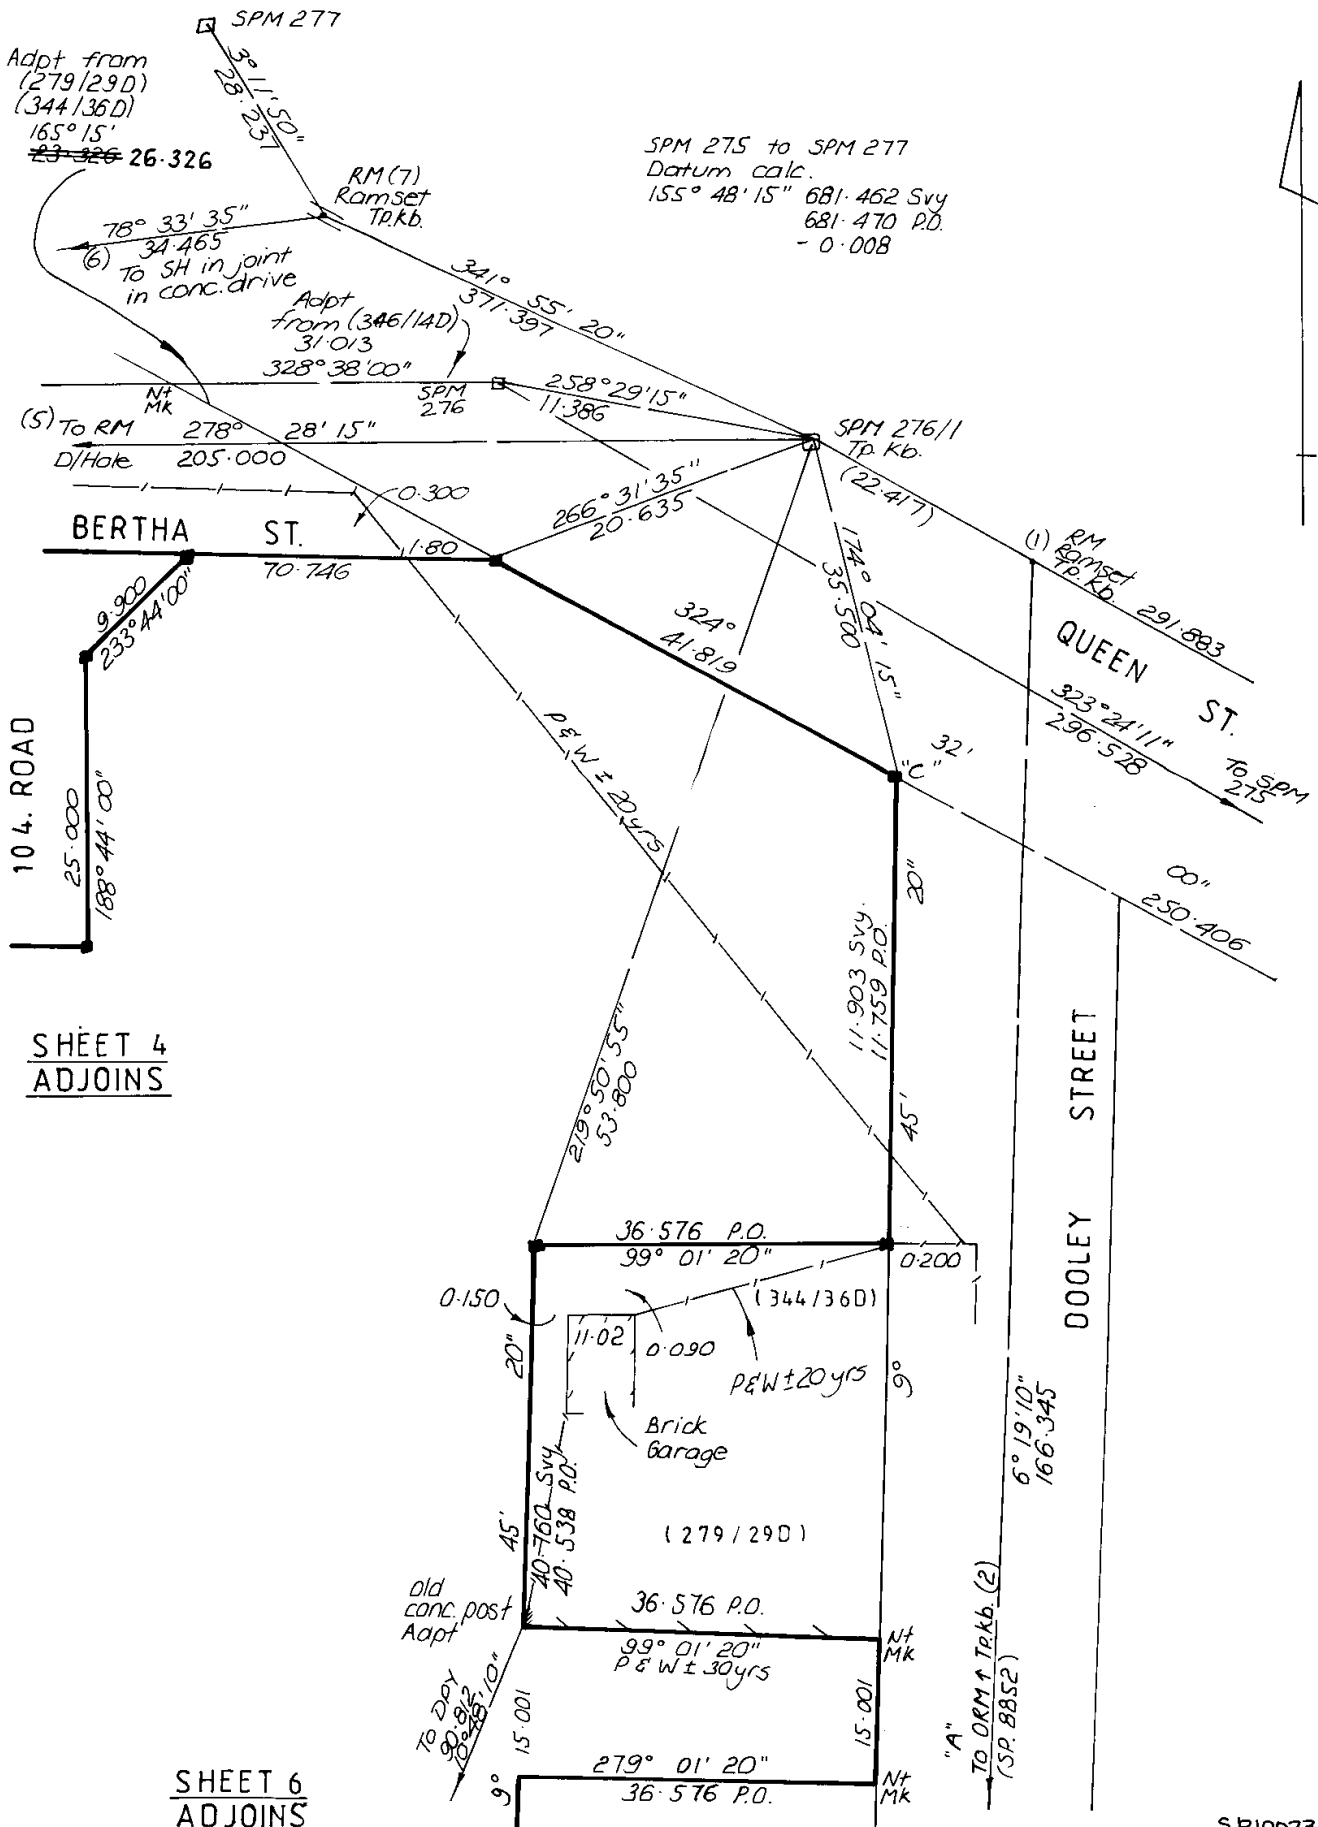 SPM 277
Adpt from
(279/29D)
(344/36D)
165° 15'
23·326 26·326
3° 11' 50"
28·237
RM (7)
Ramset
Tp.Kb.
SPM 275 to SPM 277
Datum calc.
155° 48' 15" 681·462 Svy
681·470 P.O.
- 0·008
78° 33' 35"
34·465
(6) To SH in joint
in conc. drive
341° 55' 20"
371·397
Adpt
from (346/14D)
31·013
328° 38' 00"
Nt
Mk
SPM
276
258° 29' 15"
11·386
(5) To RM 278° 28' 15"
D/Hole 205·000
SPM 276/1
Tp. Kb.
(22·417)
0·300
BERTHA ST.
1·80
70·746
266° 31' 35"
20·635
174° 04' 15"
35·500
(1) RM
Ramset
Tp. Kb. 291·883
9·900
233° 44' 00"
324° 32' 00"
41·819
250·406
"C"
QUEEN ST.
323° 24' 11"
296·528
To SPM
275
104. ROAD
25·000
188° 44' 00"
P & W ± 20 yrs
11·903 Svy.
11·759 P.O.
9° 45' 20"
SHEET 4
ADJOINS
219° 50' 55"
53·800
DOOLEY STREET
36·576 P.O.
99° 01' 20"
0·200
(344/36D)
0·150
11·02
0·090
P&W ± 20 yrs
Brick
Garage
6° 19' 10"
166·345
40·760 Svy
40·538 P.O.
(279/29D)
Old
conc. post
Adpt
36·576 P.O.
99° 01' 20"
P & W ± 30 yrs
Nt
Mk
To DPY
90·812
10° 48' 10"
15·001
15·001
"A"
To ORM ↑ Tp.kb. (2)
(SP. 8852)
279° 01' 20"
36·576 P.O.
Nt
Mk
9° 45' 20"
SHEET 6
ADJOINS